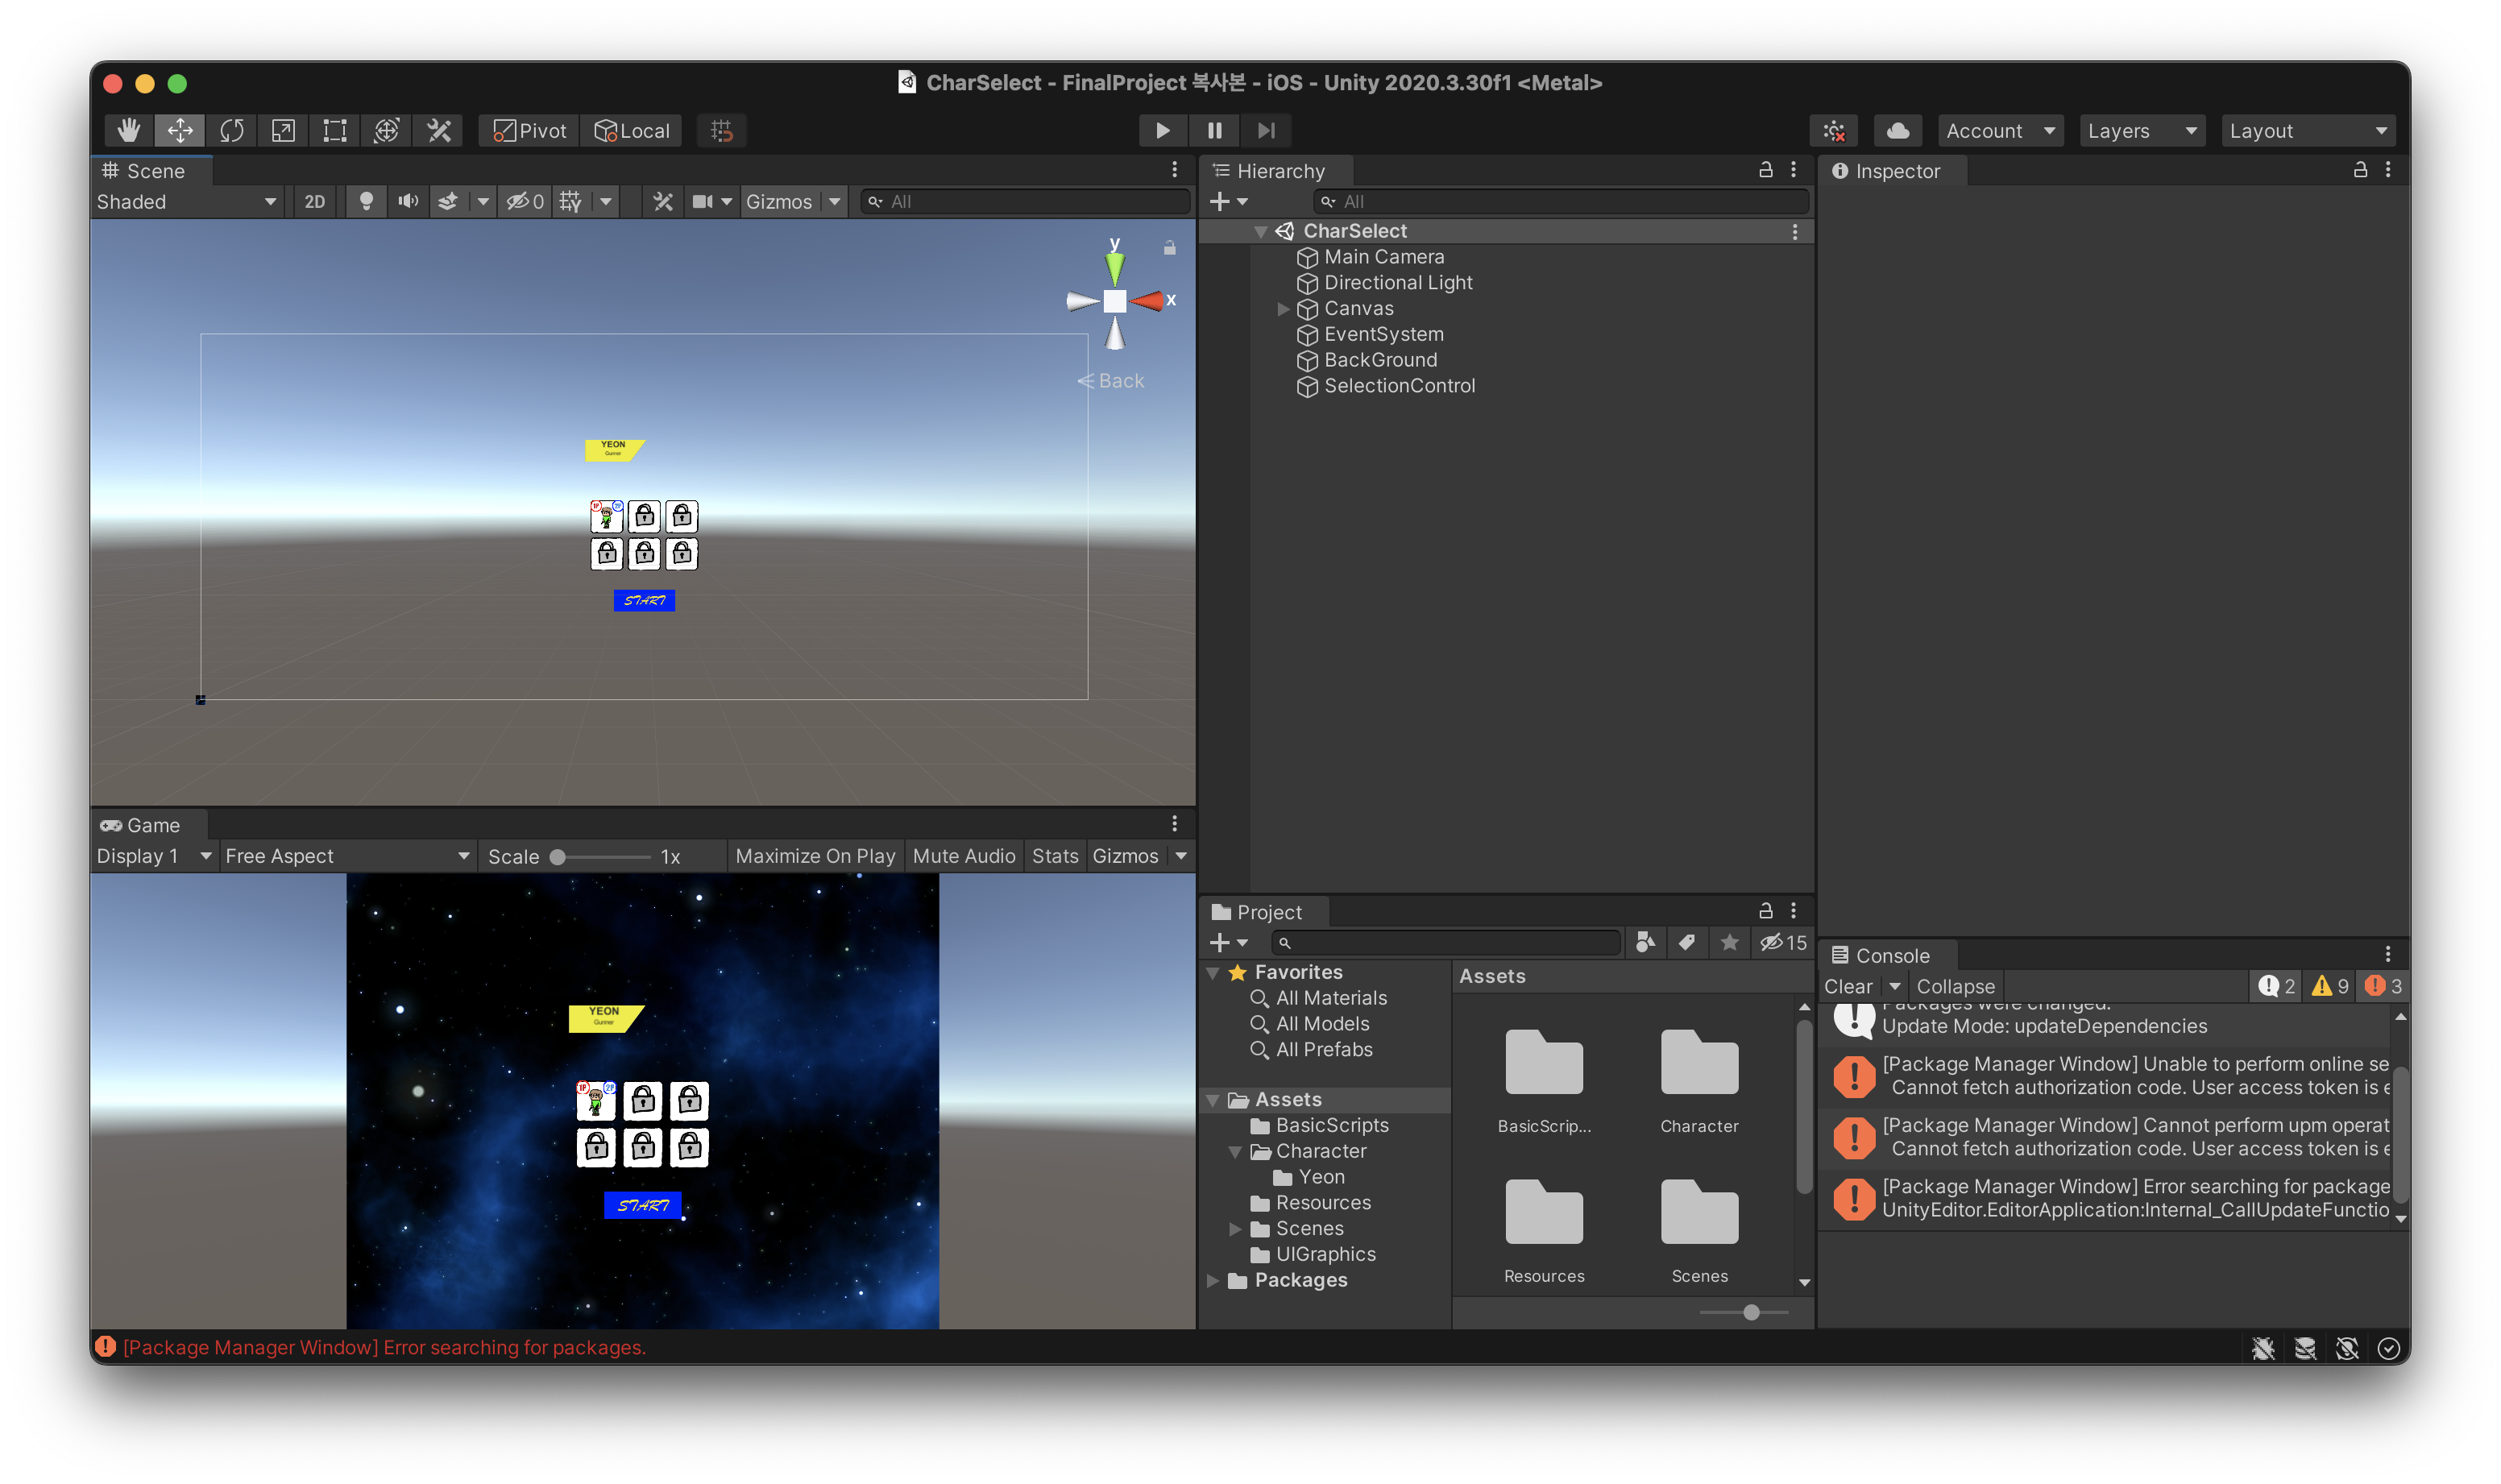 CharSelect - FinalProject 복사본 - iOS - Unity 2020.3.30f1 <Metal>
Pivot
Local
Account
Layers
Layout
Scene
Shaded
2D
0
Gizmos
All
y
x
Back
YEON
Gunner
1P
2P
START
Hierarchy
All
CharSelect
Main Camera
Directional Light
Canvas
EventSystem
BackGround
SelectionControl
Inspector
Game
Display 1
Free Aspect
Scale
1x
Maximize On Play
Mute Audio
Stats
Gizmos
YEON
Gunner
1P
2P
START
Project
15
Favorites
All Materials
All Models
All Prefabs
Assets
BasicScripts
Character
Yeon
Resources
Scenes
UIGraphics
Packages
Assets
BasicScrip...
Character
Resources
Scenes
Console
Clear
Collapse
2
9
3
Packages were changed.
Update Mode: updateDependencies
[Package Manager Window] Unable to perform online se
Cannot fetch authorization code. User access token is e
[Package Manager Window] Cannot perform upm operat
Cannot fetch authorization code. User access token is e
[Package Manager Window] Error searching for package
UnityEditor.EditorApplication:Internal_CallUpdateFunctio
[Package Manager Window] Error searching for packages.